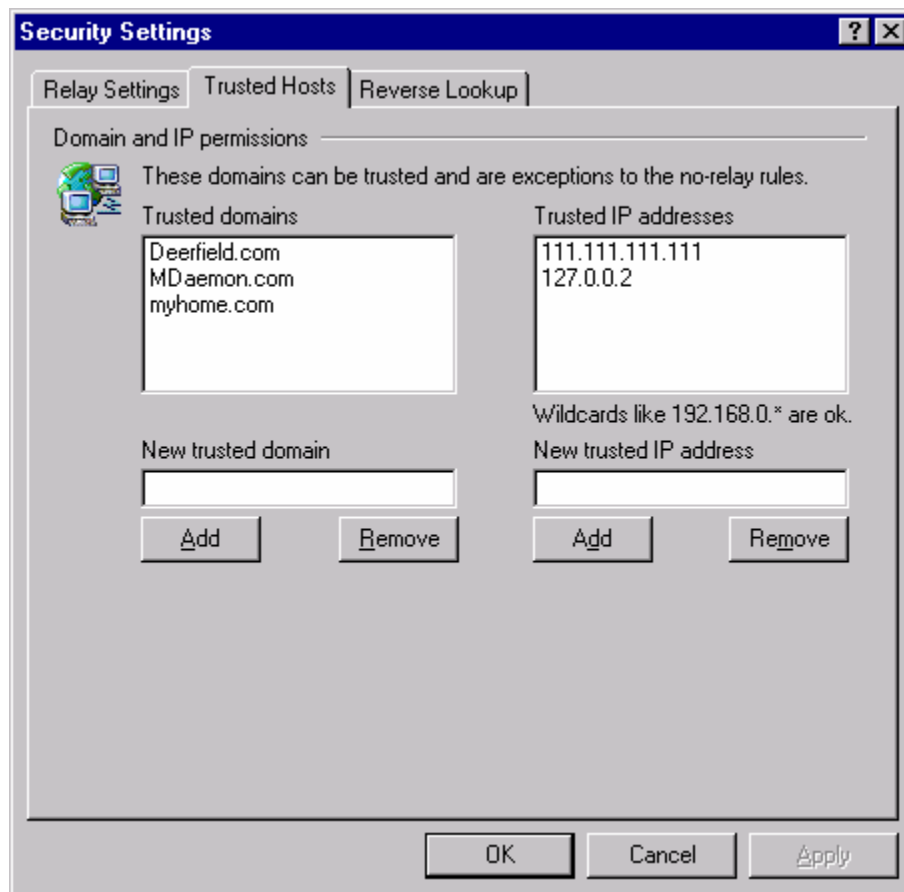 Security Settings
Relay Settings
Trusted Hosts
Reverse Lookup
Domain and IP permissions
These domains can be trusted and are exceptions to the no-relay rules.
Trusted domains
Deerfield.com
MDaemon.com
myhome.com
Trusted IP addresses
111.111.111.111
127.0.0.2
Wildcards like 192.168.0.* are ok.
New trusted domain
Add
Remove
New trusted IP address
Add
Remove
OK
Cancel
Apply